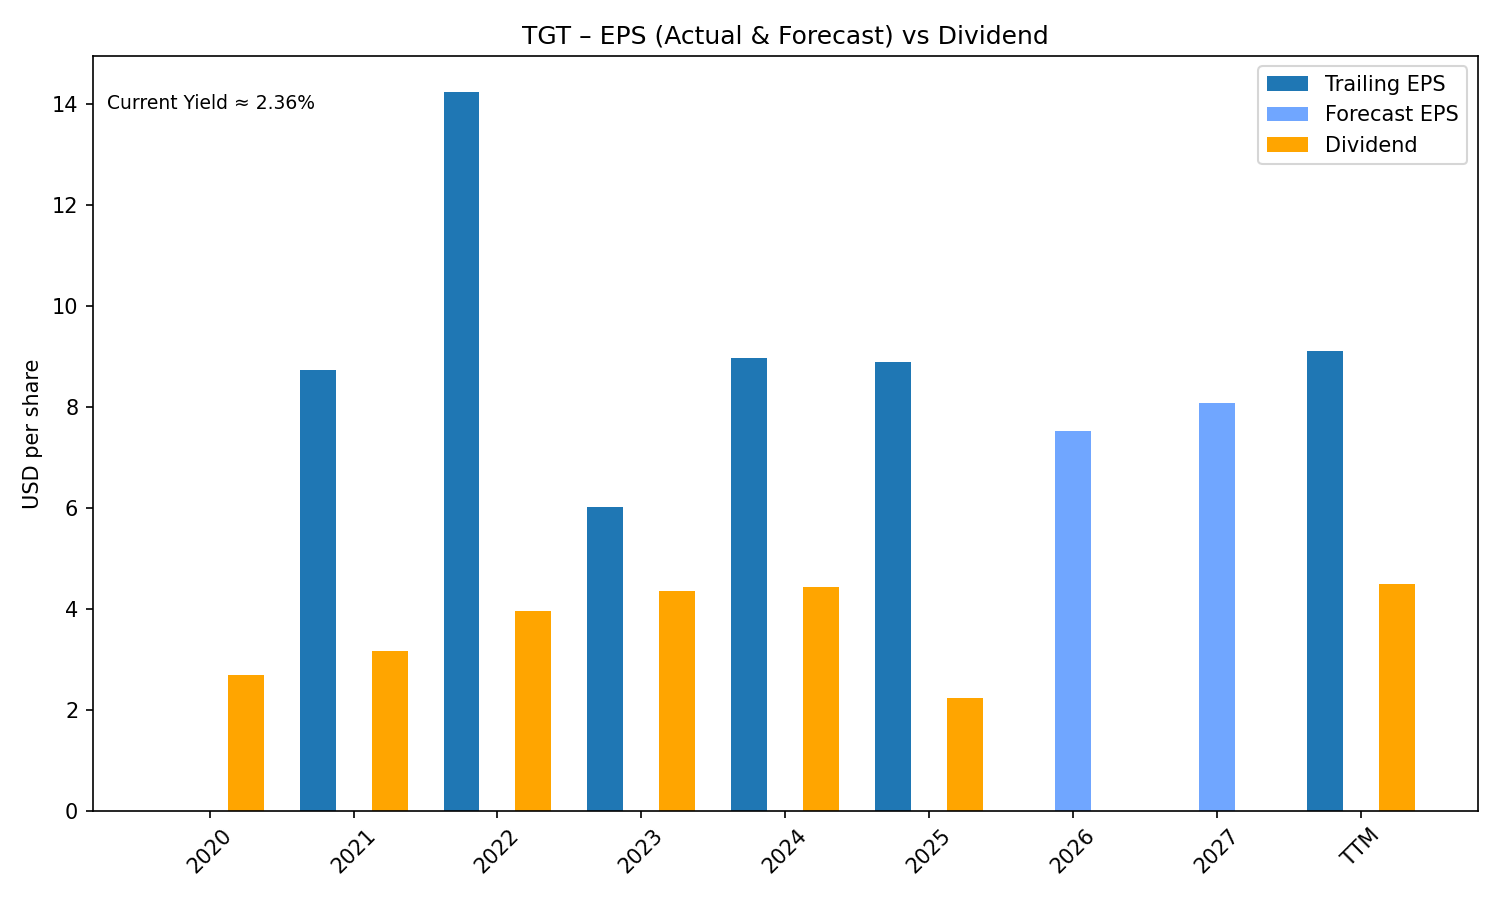 TGT – EPS (Actual & Forecast) vs Dividend
Current Yield ≈ 2.36%
Trailing EPS
Forecast EPS
Dividend
USD per share
14
12
10
8
6
4
2
0
2020
2021
2022
2023
2024
2025
2026
2027
TTM